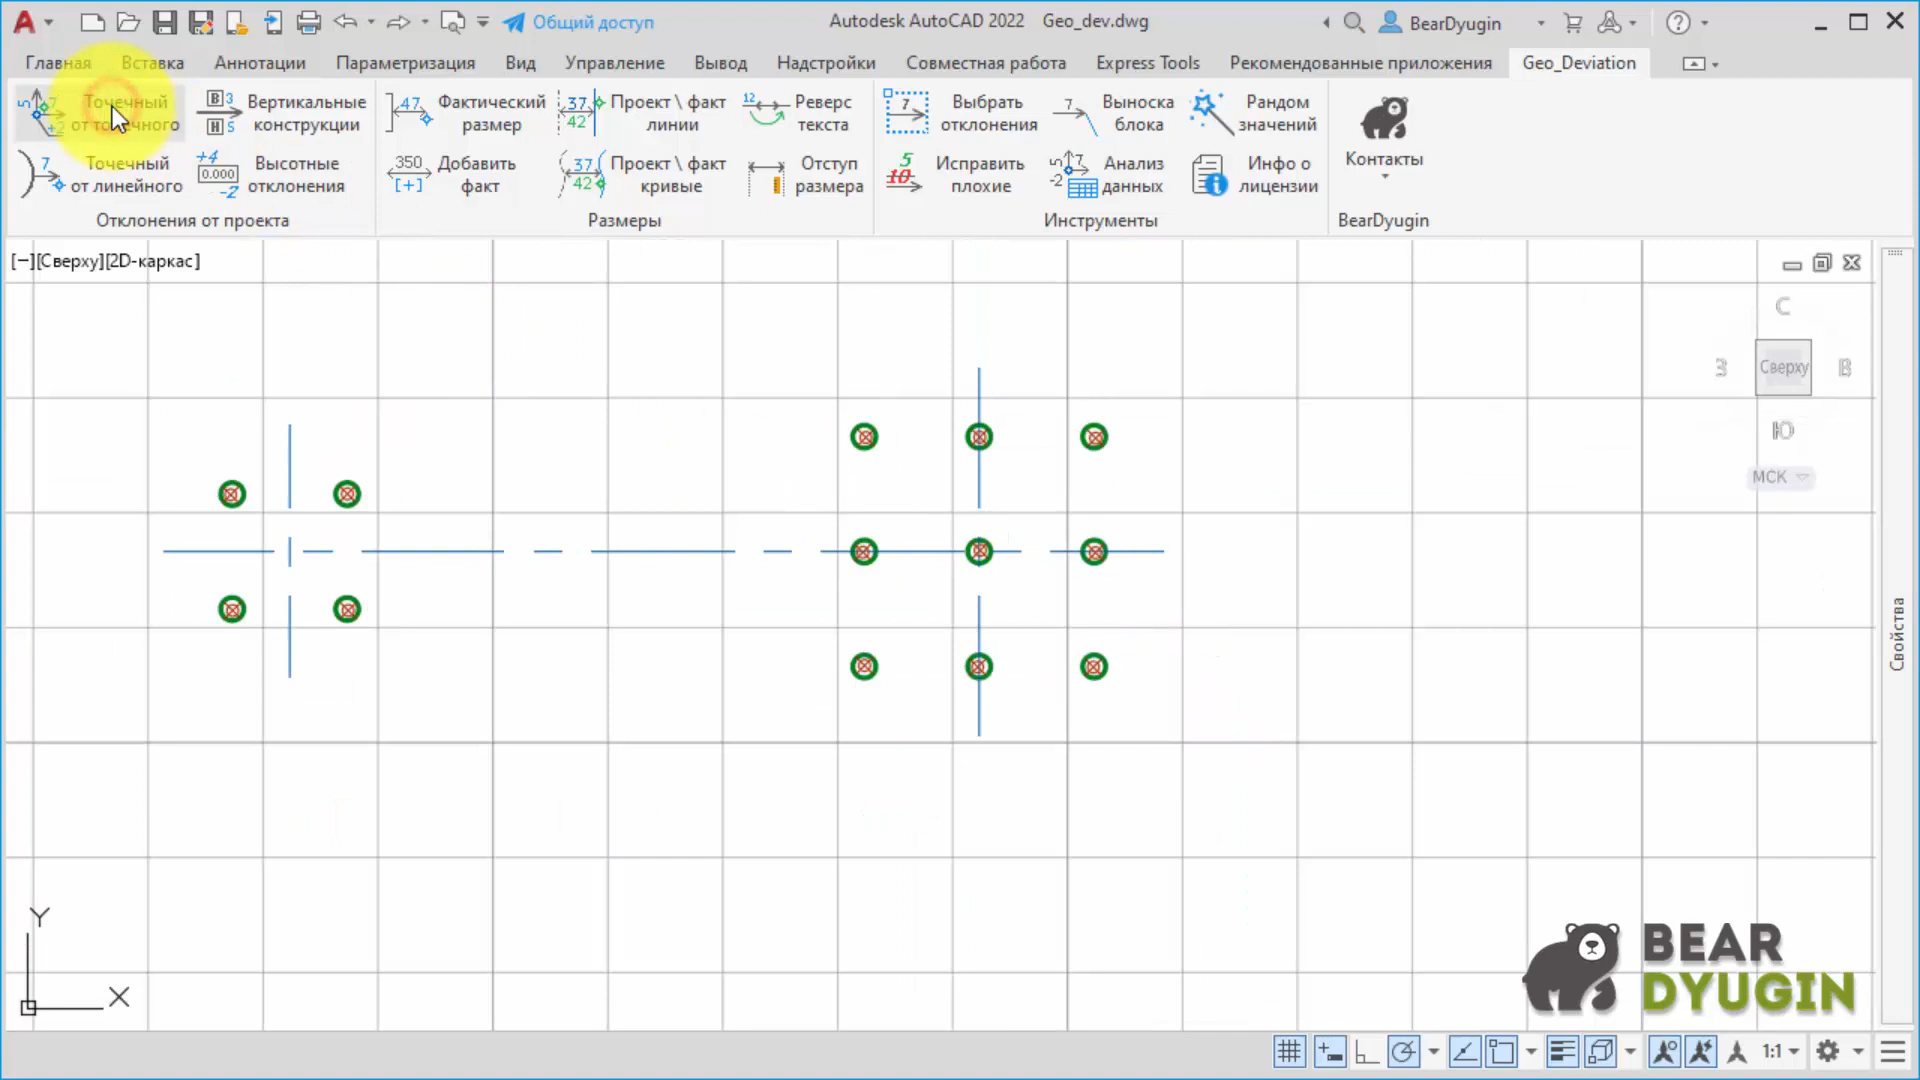 Общий доступ
Autodesk AutoCAD 2022 Geo_dev.dwg
BearDyugin
Главная Вставка Аннотации Параметризация Вид Управление Вывод Надстройки Совместная работа Express Tools Рекомендованные приложения Geo_Deviation
Точечный
от точечного
Вертикальные
конструкции
Точечный
от линейного
Высотные
отклонения
Отклонения от проекта
Фактический
размер
Проект \ факт
линии
Реверс
текста
Добавить
факт
Проект \ факт
кривые
Отступ
размера
Размеры
Выбрать
отклонения
Выноска
блока
Рандом
значений
Исправить
плохие
Анализ
данных
Инфо о
лицензии
Инструменты
Контакты
BearDyugin
[−][Сверху][2D-каркас]
С
З Сверху В
Ю
МСК
Свойства
Y
X
BEAR
DYUGIN
1:1